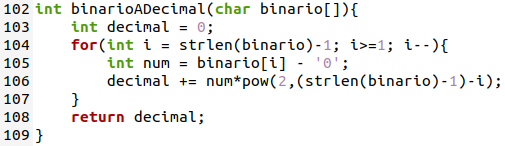 102 int binarioADecimal(char binario[]){
103     int decimal = 0;
104     for(int i = strlen(binario)-1; i>=1; i--){
105         int num = binario[i] - '0';
106         decimal += num*pow(2,(strlen(binario)-1)-i);
107     }
108     return decimal;
109 }